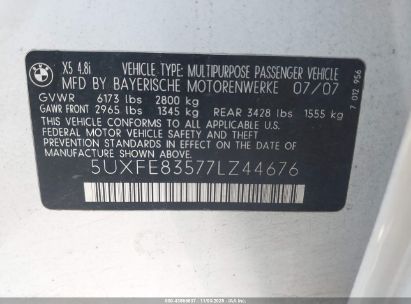 BMW
X5 4.8i VEHICLE TYPE: MULTIPURPOSE PASSENGER VEHICLE
MFD BY BAYERISCHE MOTORENWERKE 07/07
GVWR 6173 lbs 2800 kg
GAWR FRONT 2965 lbs 1345 kg REAR 3428 lbs 1555 kg
THIS VEHICLE CONFORMS TO ALL APPLICABLE U.S.
FEDERAL MOTOR VEHICLE SAFETY, BUMPER AND THEFT
PREVENTION STANDARDS IN EFFECT ON THE DATE OF
MANUFACTURE SHOWN ABOVE.
5UXFE83577LZ44676
7 012 956